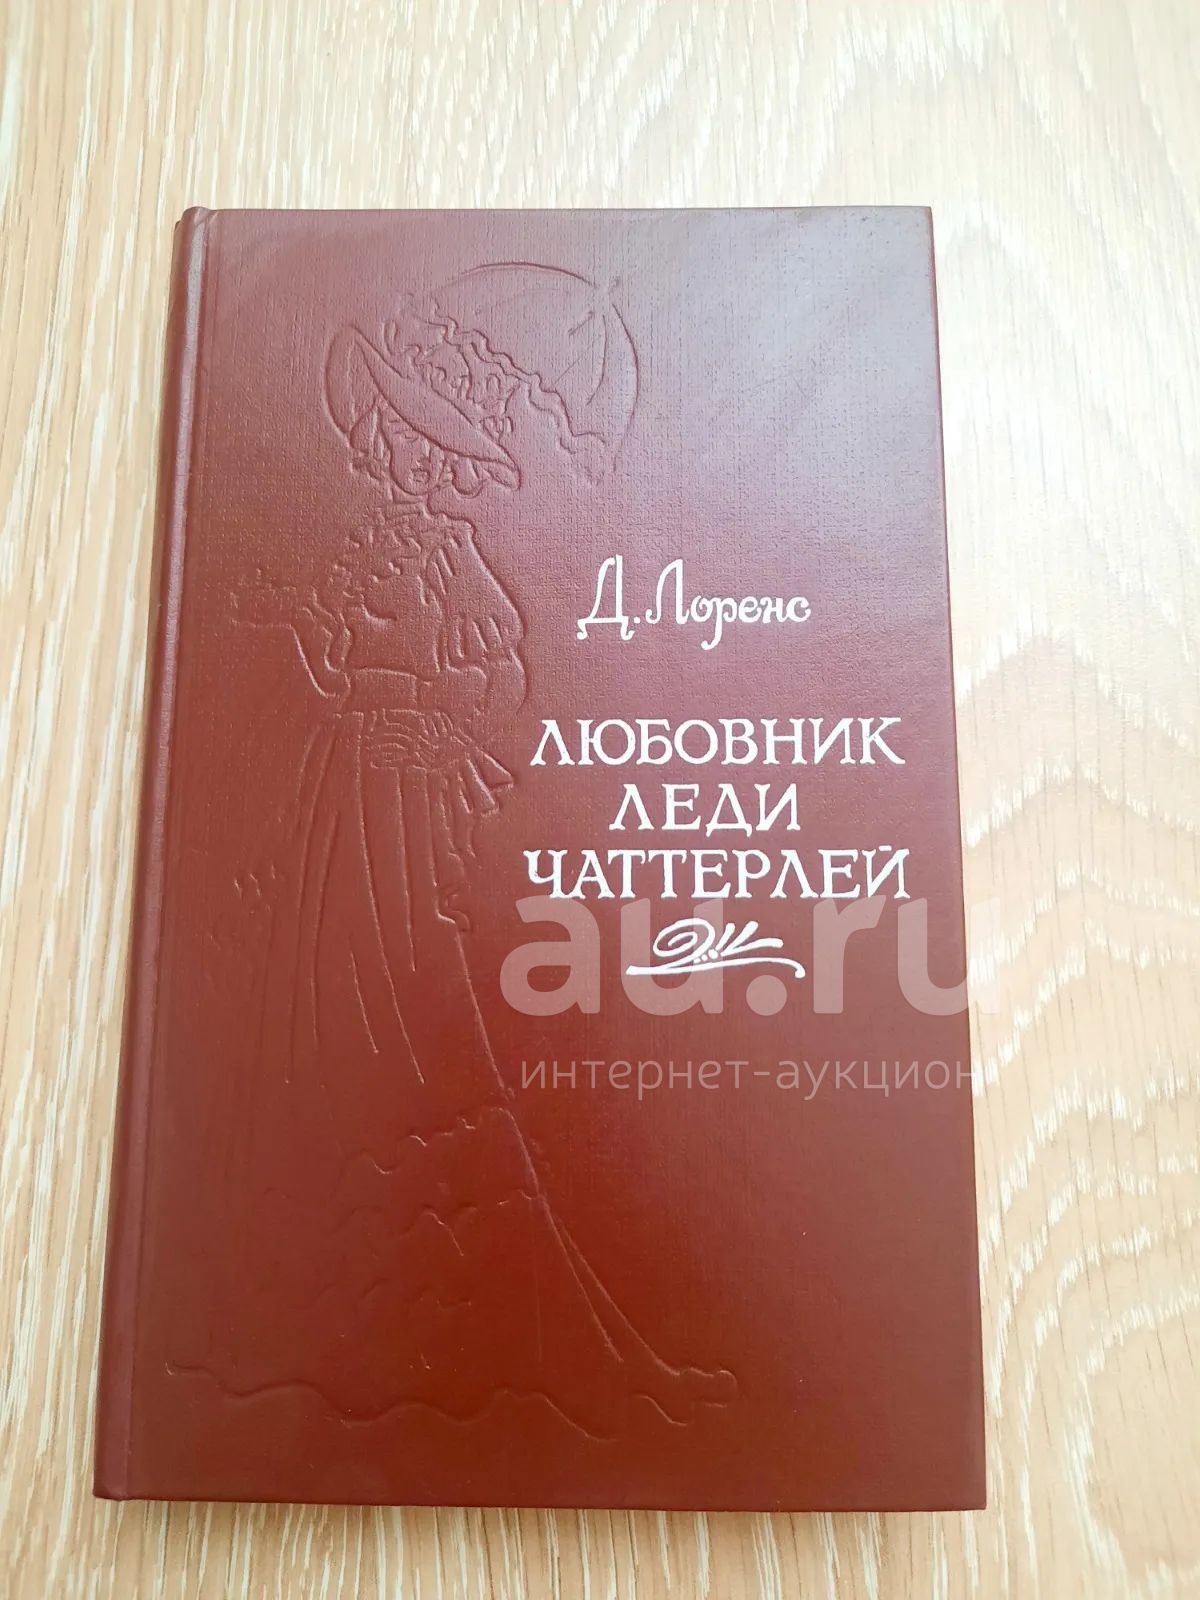 Д. Лоренс
ЛЮБОВНИК
ЛЕДИ
ЧАТТЕРЛЕЙ
au.ru
интернет-аукцион